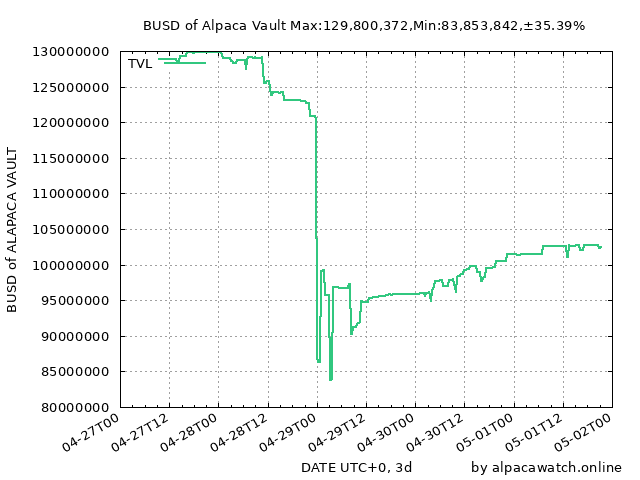 BUSD of Alpaca Vault Max:129,800,372,Min:83,853,842,±35.39%
TVL
BUSD of ALAPACA VAULT
130000000
125000000
120000000
115000000
110000000
105000000
100000000
95000000
90000000
85000000
80000000
04-27T00
04-27T12
04-28T00
04-28T12
04-29T00
04-29T12
04-30T00
04-30T12
05-01T00
05-01T12
05-02T00
DATE UTC+0, 3d
by alpacawatch.online